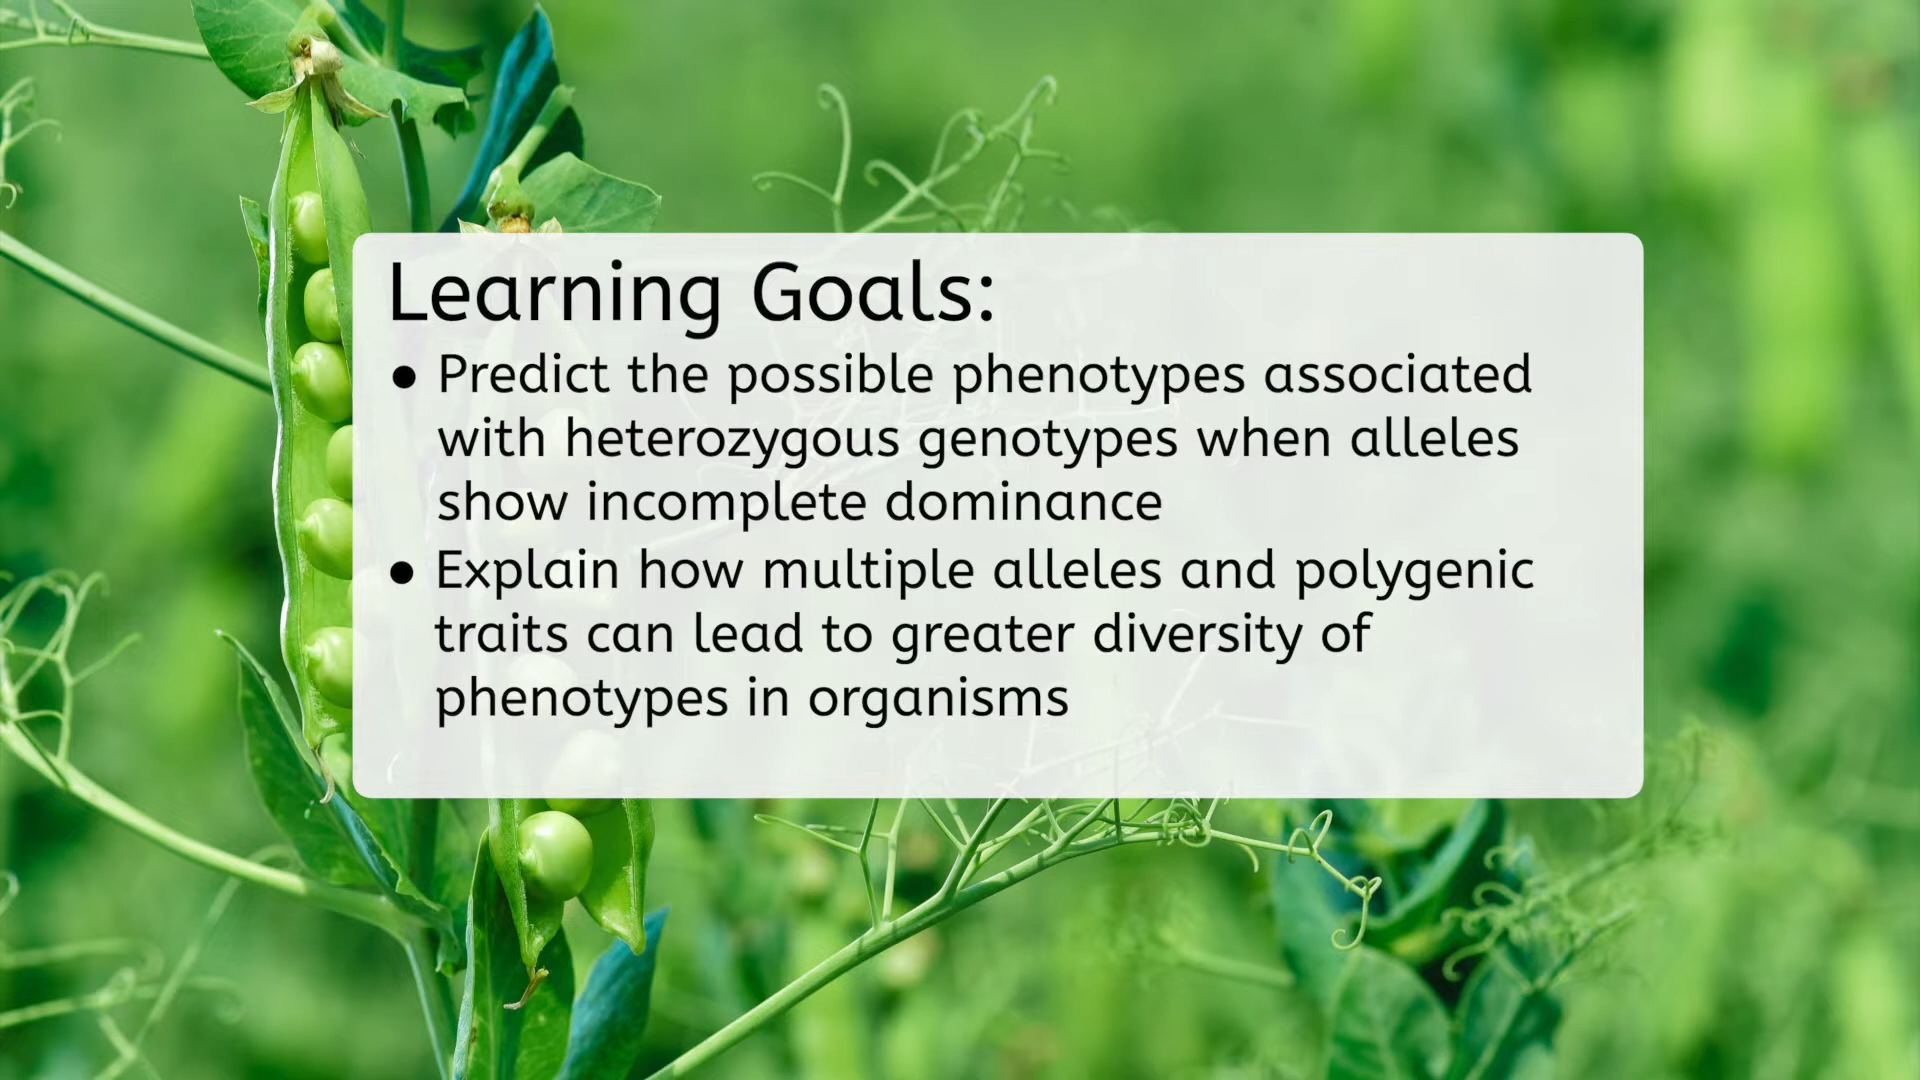 Learning Goals:
● Predict the possible phenotypes associated
with heterozygous genotypes when alleles
show incomplete dominance
● Explain how multiple alleles and polygenic
traits can lead to greater diversity of
phenotypes in organisms